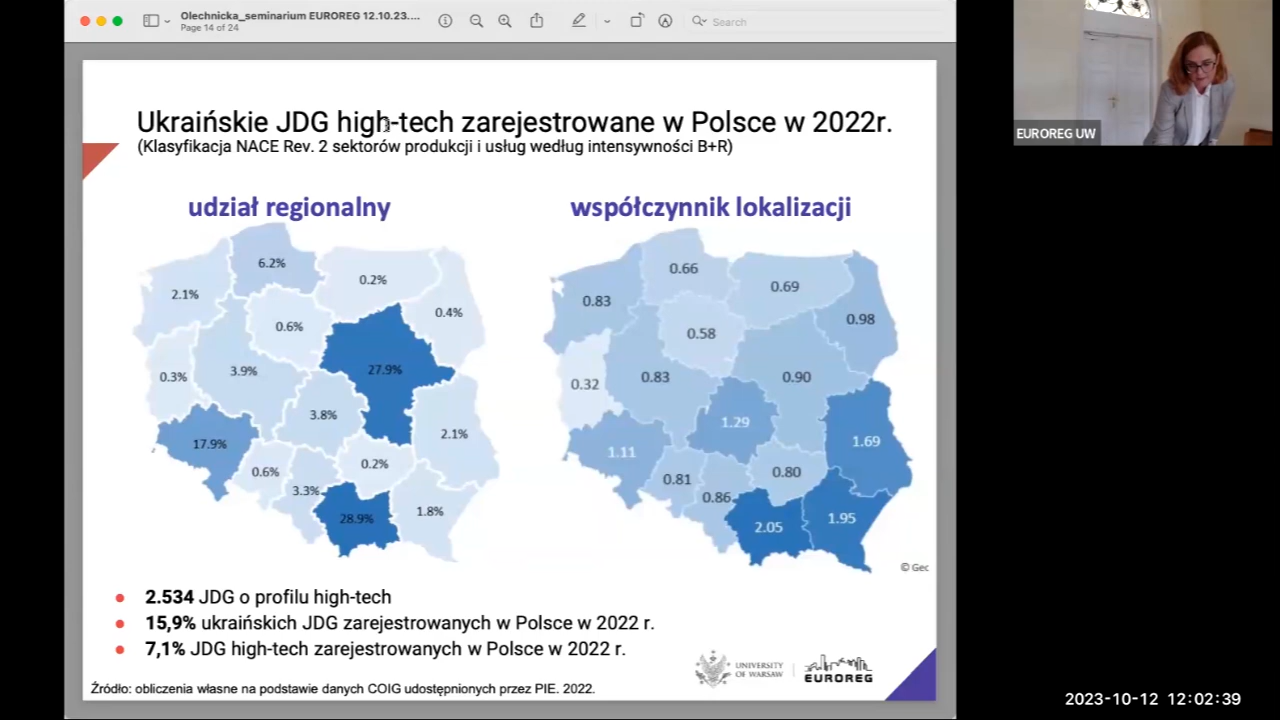 Olechnicka_seminarium EUROREG 12.10.23....
Page 14 of 24
Search
EUROREG UW
Ukraińskie JDG high-tech zarejestrowane w Polsce w 2022r.
(Klasyfikacja NACE Rev. 2 sektorów produkcji i usług według intensywności B+R)
udział regionalny
6.2%
0.2%
2.1%
0.4%
0.6%
27.9%
3.9%
0.3%
3.8%
2.1%
17.9%
0.2%
0.6%
3.3%
1.8%
28.9%
współczynnik lokalizacji
0.66
0.69
0.83
0.98
0.58
0.90
0.83
0.32
1.29
1.69
1.11
0.80
0.81
0.86
1.95
2.05
© Gec
2.534 JDG o profilu high-tech
15,9% ukraińskich JDG zarejestrowanych w Polsce w 2022 r.
7,1% JDG high-tech zarejestrowanych w Polsce w 2022 r.
UNIVERSITY
OF WARSAW
EUROREG
Źródło: obliczenia własne na podstawie danych COIG udostępnionych przez PIE. 2022.
2023-10-12 12:02:39